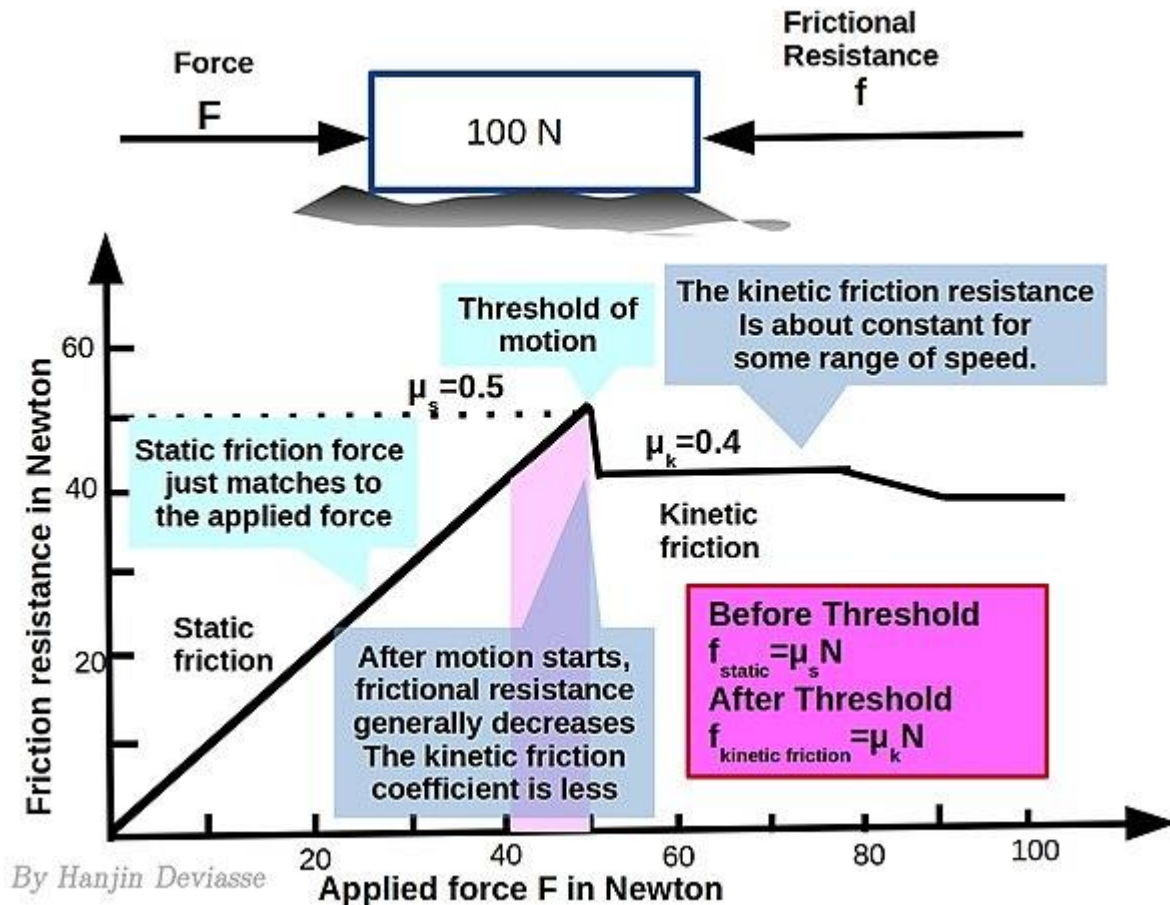 Force
F
100 N
Frictional
Resistance
f
Threshold of
motion
The kinetic friction resistance
Is about constant for
some range of speed.
60
μs=0.5
Static friction force
just matches to
the applied force
μk=0.4
40
Kinetic
friction
Static
friction
20
After motion starts,
frictional resistance
generally decreases
The kinetic friction
coefficient is less
Before Threshold
fstatic=μsN
After Threshold
fkinetic friction=μkN
Friction resistance in Newton
20
40
60
80
100
By Hanjin Deviasse
Applied force F in Newton